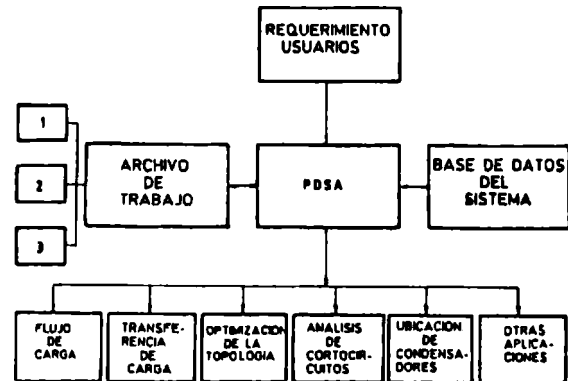 REQUERIMIENTO
USUARIOS
1
2
3
ARCHIVO
DE
TRABAJO
PDSA
BASE DE DATOS
DEL
SISTEMA
FLUJO
DE
CARGA
TRANSFE-
RENCIA
DE
CARGA
OPTIMIZACION
DE LA
TOPOLOGIA
ANALISIS
DE
CORTOCIR-
CUITOS
UBICACION
DE
CONDENSA-
DORES
OTRAS
APLICA-
CIONES